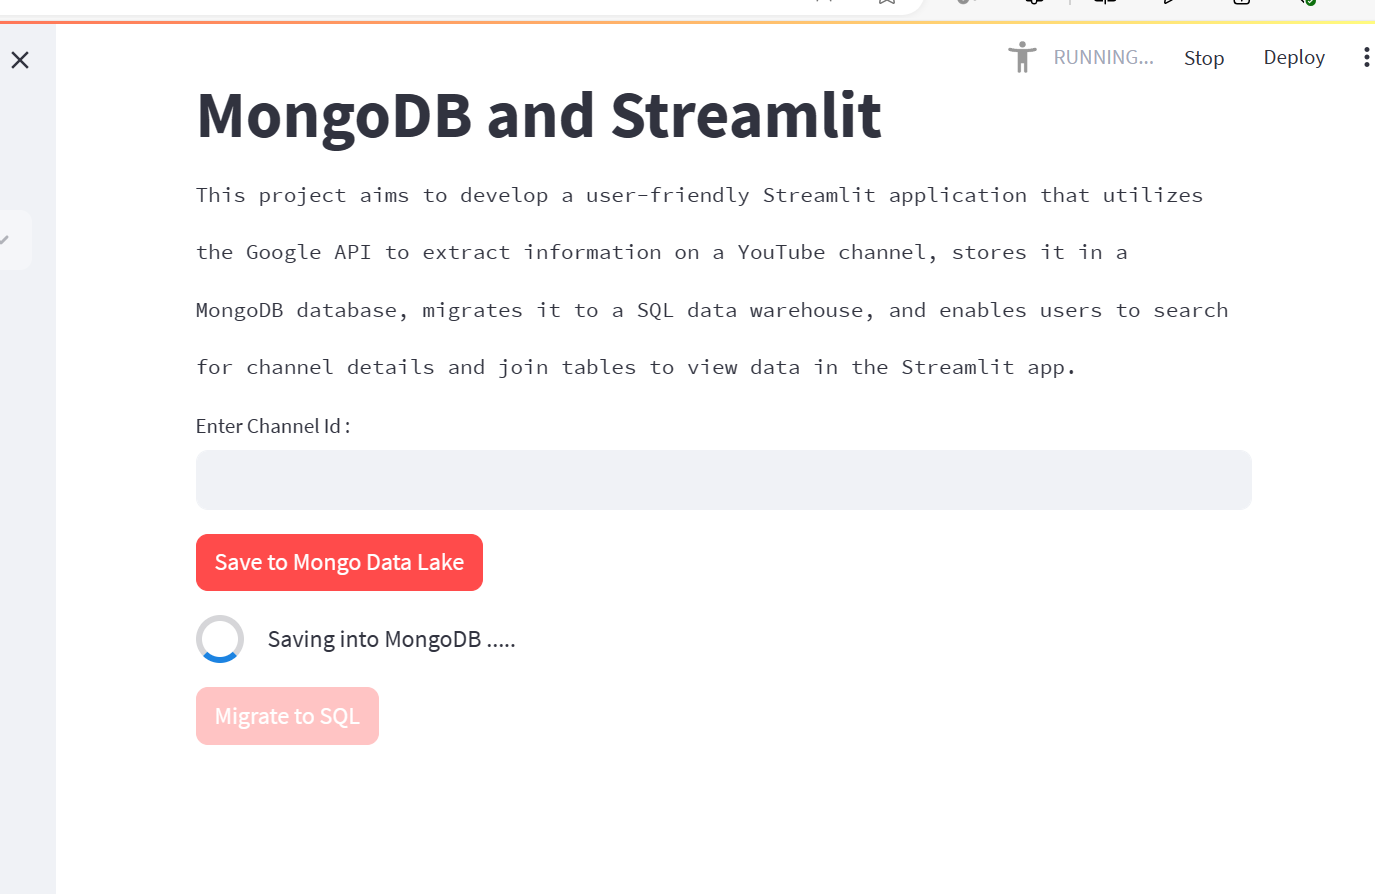 RUNNING...
Stop
Deploy
MongoDB and Streamlit
This project aims to develop a user-friendly Streamlit application that utilizes
the Google API to extract information on a YouTube channel, stores it in a
MongoDB database, migrates it to a SQL data warehouse, and enables users to search
for channel details and join tables to view data in the Streamlit app.
Enter Channel Id :
Save to Mongo Data Lake
Saving into MongoDB .....
Migrate to SQL